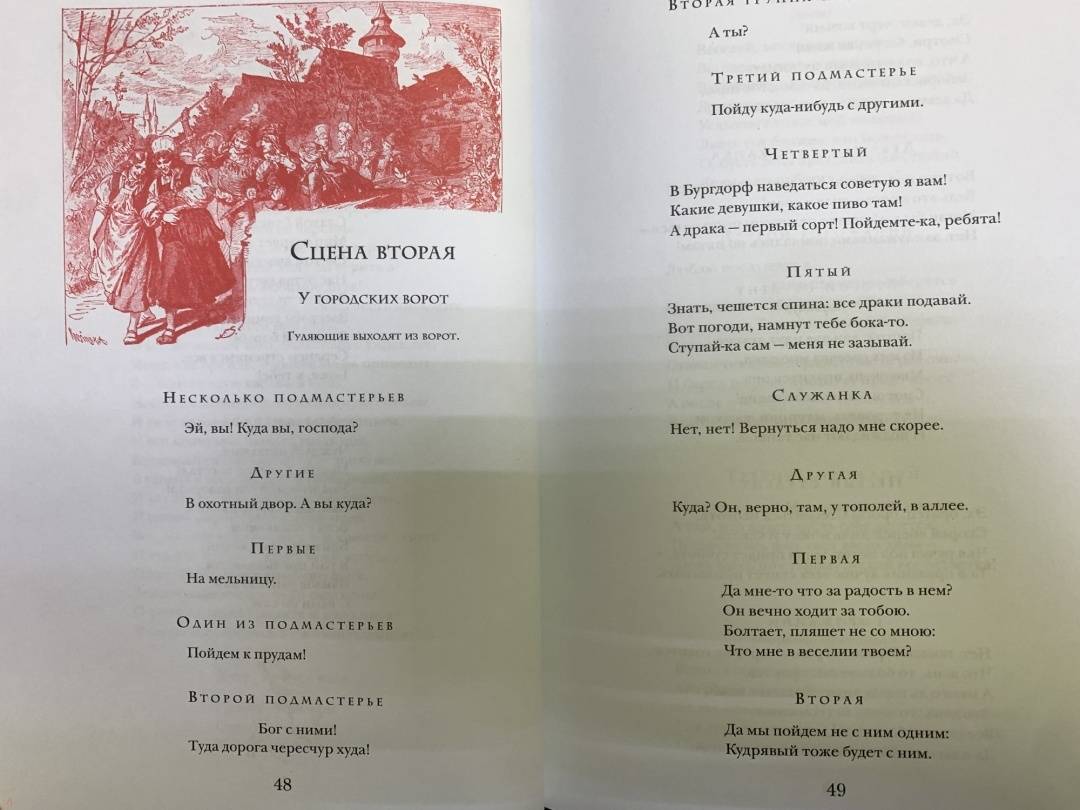 Сцена вторая
У городских ворот
Гуляющие выходят из ворот.
Несколько подмастерьев
Эй, вы! Куда вы, господа?
Другие
В охотный двор. А вы куда?
Первые
На мельницу.
Один из подмастерьев
Пойдем к прудам!
Второй подмастерье
Бог с ними!
Туда дорога чересчур худа!
48
Вторая группа
А ты?
Третий подмастерье
Пойду куда-нибудь с другими.
Четвертый
В Бургдорф наведаться советую я вам!
Какие девушки, какое пиво там!
А драка — первый сорт! Пойдемте-ка, ребята!
Пятый
Знать, чешется спина: все драки подавай.
Вот погоди, намнут тебе бока-то.
Ступай-ка сам — меня не зазывай.
Служанка
Нет, нет! Вернуться надо мне скорее.
Другая
Куда? Он, верно, там, у тополей, в аллее.
Первая
Да мне-то что за радость в нем?
Он вечно ходит за тобою.
Болтает, пляшет не со мною:
Что мне в веселии твоем?
Вторая
Да мы пойдем не с ним одним:
Кудрявый тоже будет с ним.
49